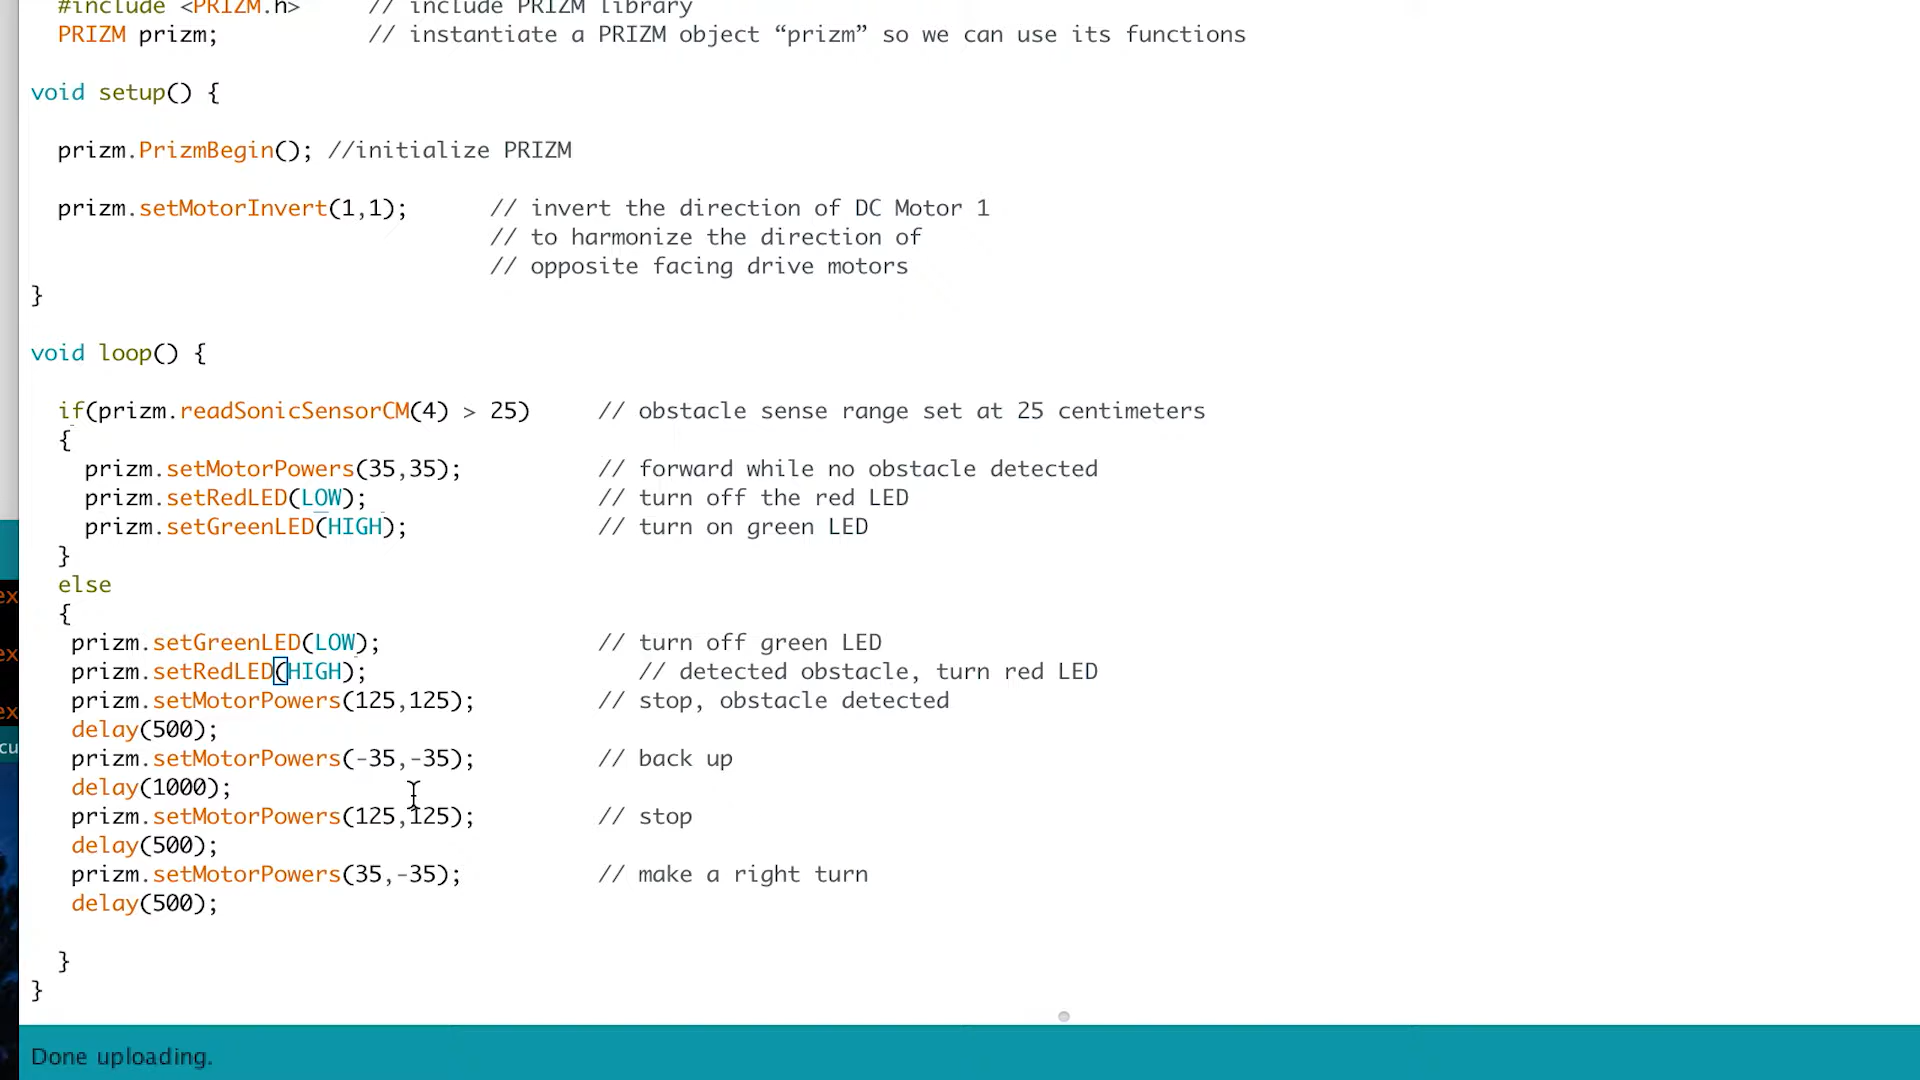 #include <PRIZM.h>     // include PRIZM library
PRIZM prizm;           // instantiate a PRIZM object “prizm” so we can use its functions
void setup() {
prizm.PrizmBegin(); //initialize PRIZM
prizm.setMotorInvert(1,1);      // invert the direction of DC Motor 1
// to harmonize the direction of
// opposite facing drive motors
}
void loop() {
if(prizm.readSonicSensorCM(4) > 25)     // obstacle sense range set at 25 centimeters
{
prizm.setMotorPowers(35,35);          // forward while no obstacle detected
prizm.setRedLED(LOW);                 // turn off the red LED
prizm.setGreenLED(HIGH);              // turn on green LED
}
else
{
prizm.setGreenLED(LOW);                // turn off green LED
prizm.setRedLED(HIGH);                    // detected obstacle, turn red LED
prizm.setMotorPowers(125,125);         // stop, obstacle detected
delay(500);
prizm.setMotorPowers(-35,-35);         // back up
delay(1000);
prizm.setMotorPowers(125,125);         // stop
delay(500);
prizm.setMotorPowers(35,-35);          // make a right turn
delay(500);
}
}
Done uploading.
ex
ex
ex
cu